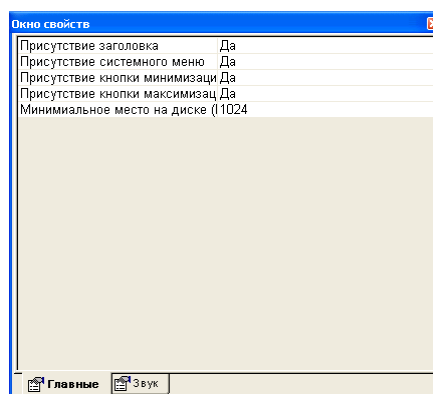 Окно свойств
Присутствие заголовка Да
Присутствие системного меню Да
Присутствие кнопки минимизаци Да
Присутствие кнопки максимизац Да
Минимиальное место на диске ( 1024
Главные Звук